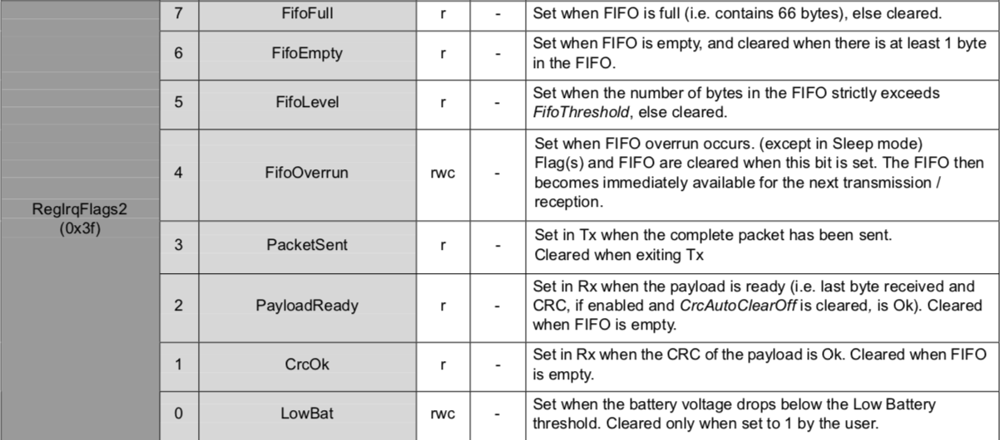 7 FifoFull r - Set when FIFO is full (i.e. contains 66 bytes), else cleared.
6 FifoEmpty r - Set when FIFO is empty, and cleared when there is at least 1 byte
in the FIFO.
5 FifoLevel r - Set when the number of bytes in the FIFO strictly exceeds
FifoThreshold, else cleared.
RegIrqFlags2
(0x3f)
4 FifoOverrun rwc - Set when FIFO overrun occurs. (except in Sleep mode)
Flag(s) and FIFO are cleared when this bit is set. The FIFO then
becomes immediately available for the next transmission /
reception.
3 PacketSent r - Set in Tx when the complete packet has been sent.
Cleared when exiting Tx
2 PayloadReady r - Set in Rx when the payload is ready (i.e. last byte received and
CRC, if enabled and CrcAutoClearOff is cleared, is Ok). Cleared
when FIFO is empty.
1 CrcOk r - Set in Rx when the CRC of the payload is Ok. Cleared when FIFO
is empty.
0 LowBat rwc - Set when the battery voltage drops below the Low Battery
threshold. Cleared only when set to 1 by the user.